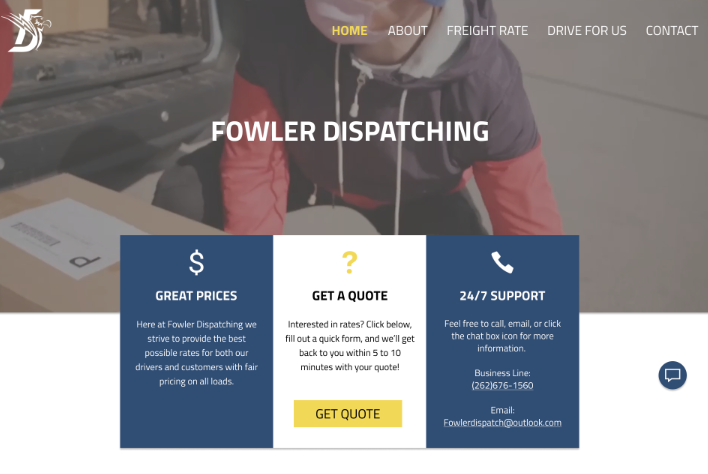 HOME ABOUT FREIGHT RATE DRIVE FOR US CONTACT
FOWLER DISPATCHING
$
GREAT PRICES
Here at Fowler Dispatching we
strive to provide the best
possible rates for both our
drivers and customers with fair
pricing on all loads.
?
GET A QUOTE
Interested in rates? Click below,
fill out a quick form, and we'll get
back to you within 5 to 10
minutes with your quote!
GET QUOTE
24/7 SUPPORT
Feel free to call, email, or click
the chat box icon for more
information.
Business Line:
(262)676-1560
Email:
Fowlerdispatch@outlook.com